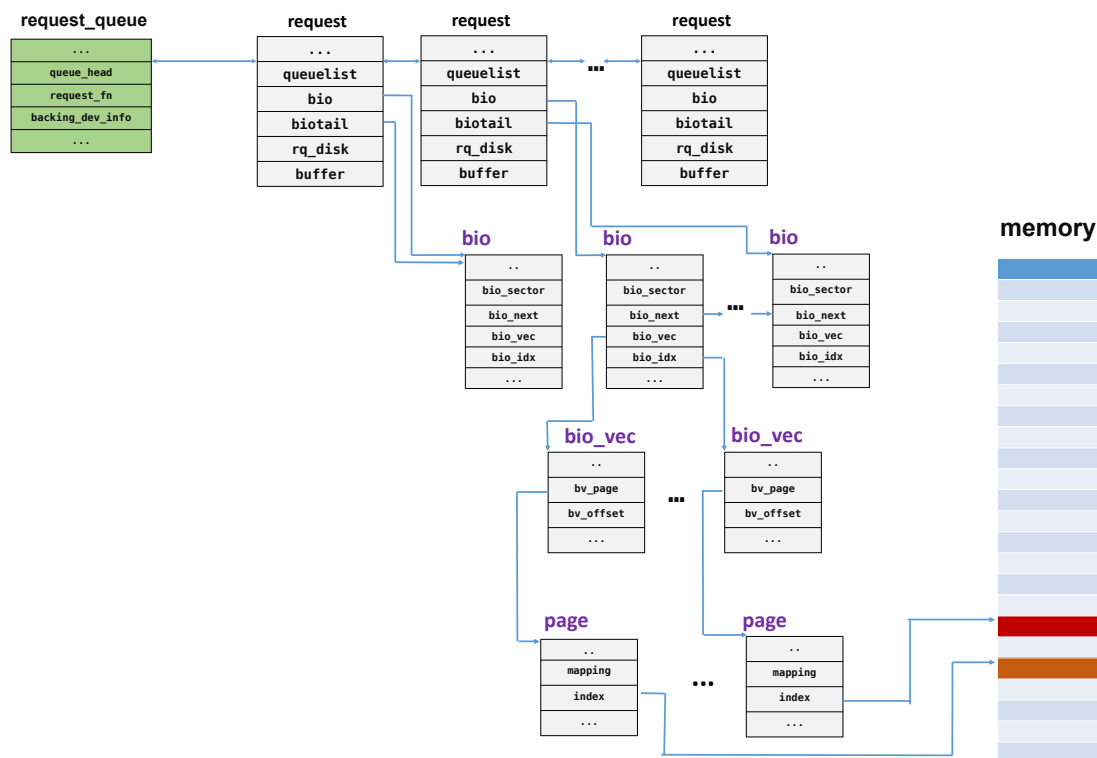 request_queue
...
queue_head
request_fn
backing_dev_info
...
request
...
queuelist
bio
biotail
rq_disk
buffer
request
...
queuelist
bio
biotail
rq_disk
buffer
...
request
...
queuelist
bio
biotail
rq_disk
buffer
bio
..
bio_sector
bio_next
bio_vec
bio_idx
...
bio
..
bio_sector
bio_next
bio_vec
bio_idx
...
...
bio
..
bio_sector
bio_next
bio_vec
bio_idx
...
memory
bio_vec
..
bv_page
bv_offset
...
...
bio_vec
..
bv_page
bv_offset
...
page
..
mapping
index
...
...
page
..
mapping
index
...